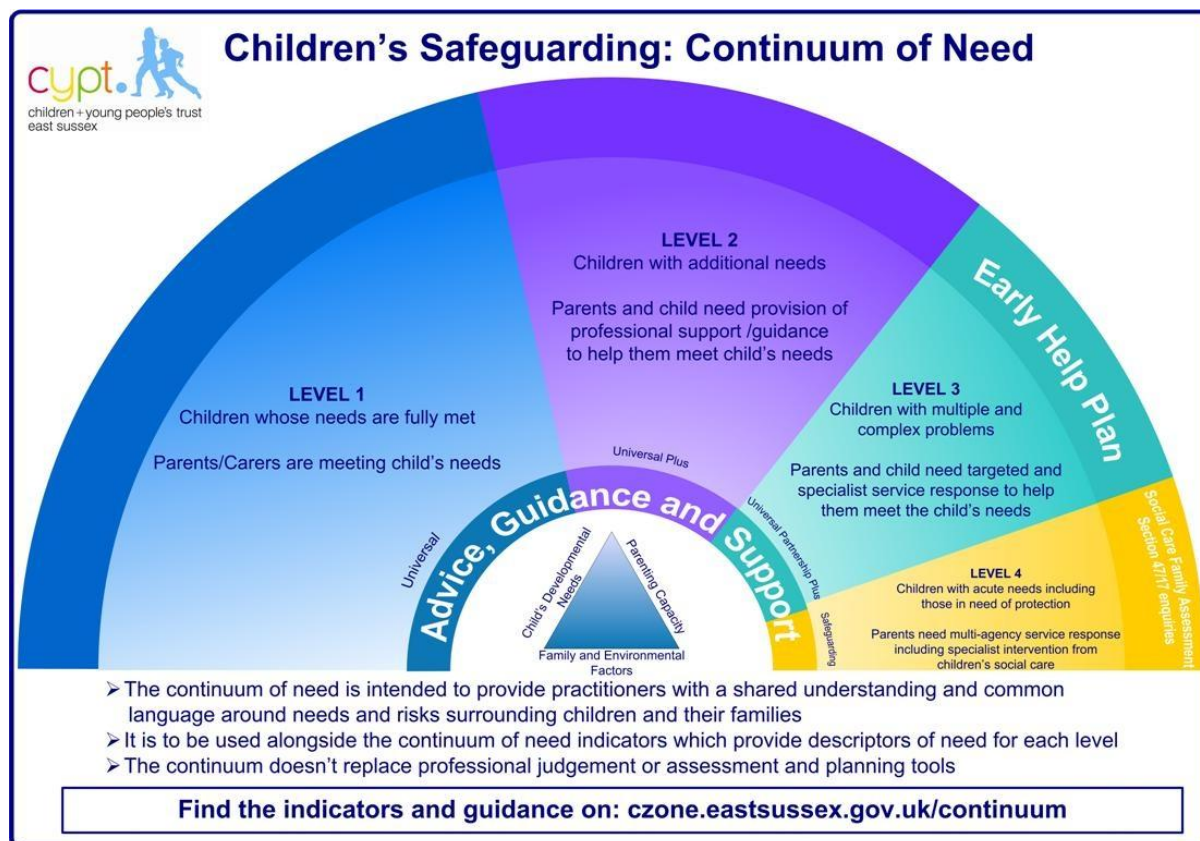 Children's Safeguarding: Continuum of Need
cypt.
children+young people's trust
east sussex
LEVEL 1
Children whose needs are fully met
Parents/Carers are meeting child's needs
LEVEL 2
Children with additional needs
Parents and child need provision of
professional support /guidance
to help them meet child's needs
LEVEL 3
Children with multiple and
complex problems
Parents and child need targeted and
specialist service response to help
them meet the child's needs
Early Help Plan
LEVEL 4
Children with acute needs including
those in need of protection
Parents need multi-agency service response
including specialist intervention from
children's social care
Social Care Family Assessment
Section 47/17 enquiries
Universal
Universal Plus
Universal Partnership Plus
Safeguarding
Advice, Guidance and Support
Child's Developmental
Needs
Parenting Capacity
Family and Environmental
Factors
➢ The continuum of need is intended to provide practitioners with a shared understanding and common
language around needs and risks surrounding children and their families
➢ It is to be used alongside the continuum of need indicators which provide descriptors of need for each level
➢ The continuum doesn't replace professional judgement or assessment and planning tools
Find the indicators and guidance on: czone.eastsussex.gov.uk/continuum